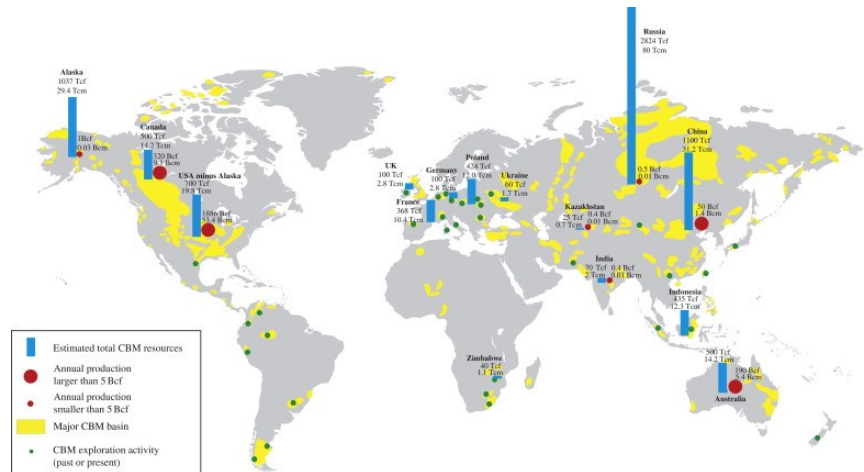 Russia
2824 Tcf
80 Tcm
Alaska
1037 Tcf
29.4 Tcm
1Bcf
0.03 Bcm
Canada
500 Tcf
14.2 Tcm
320 Bcf
9.1 Bcm
USA minus Alaska
700 Tcf
19.8 Tcm
1886 Bcf
53.4 Bcm
UK
100 Tcf
2.8 Tcm
Germany
100 Tcf
2.8 Tcm
Poland
424 Tcf
12.0 Tcm
Ukraine
60 Tcf
1.7 Tcm
France
368 Tcf
10.4 Tcm
Kazakhstan
25 Tcf
0.7 Tcm
0.4 Bcf
0.01 Bcm
0.5 Bcf
0.01 Bcm
China
1100 Tcf
31.2 Tcm
50 Bcf
1.4 Bcm
India
70 Tcf
2 Tcm
0.4 Bcf
0.01 Bcm
Indonesia
435 Tcf
12.3 Tcm
Zimbabwe
40 Tcf
1.1 Tcm
500 Tcf
14.2 Tcm
190 Bcf
5.4 Bcm
Australia
Estimated total CBM resources
Annual production
larger than 5 Bcf
Annual production
smaller than 5 Bcf
Major CBM basin
CBM exploration activity
(past or present)